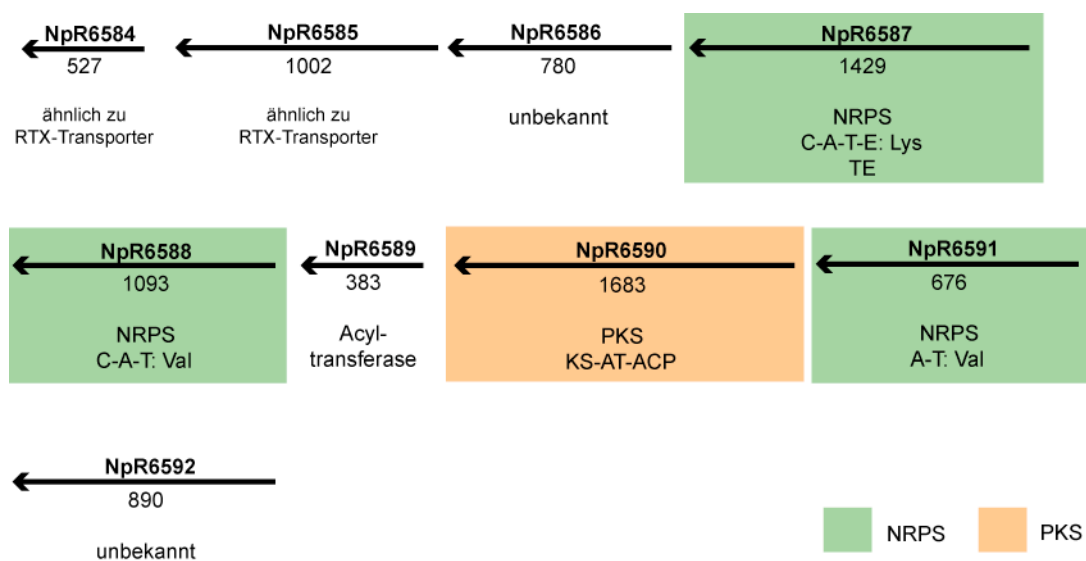 NpR6584
527
ähnlich zu
RTX-Transporter
NpR6585
1002
ähnlich zu
RTX-Transporter
NpR6586
780
unbekannt
NpR6587
1429
NRPS
C-A-T-E: Lys
TE
NpR6588
1093
NRPS
C-A-T: Val
NpR6589
383
Acyl-
transferase
NpR6590
1683
PKS
KS-AT-ACP
NpR6591
676
NRPS
A-T: Val
NpR6592
890
unbekannt
NRPS
PKS